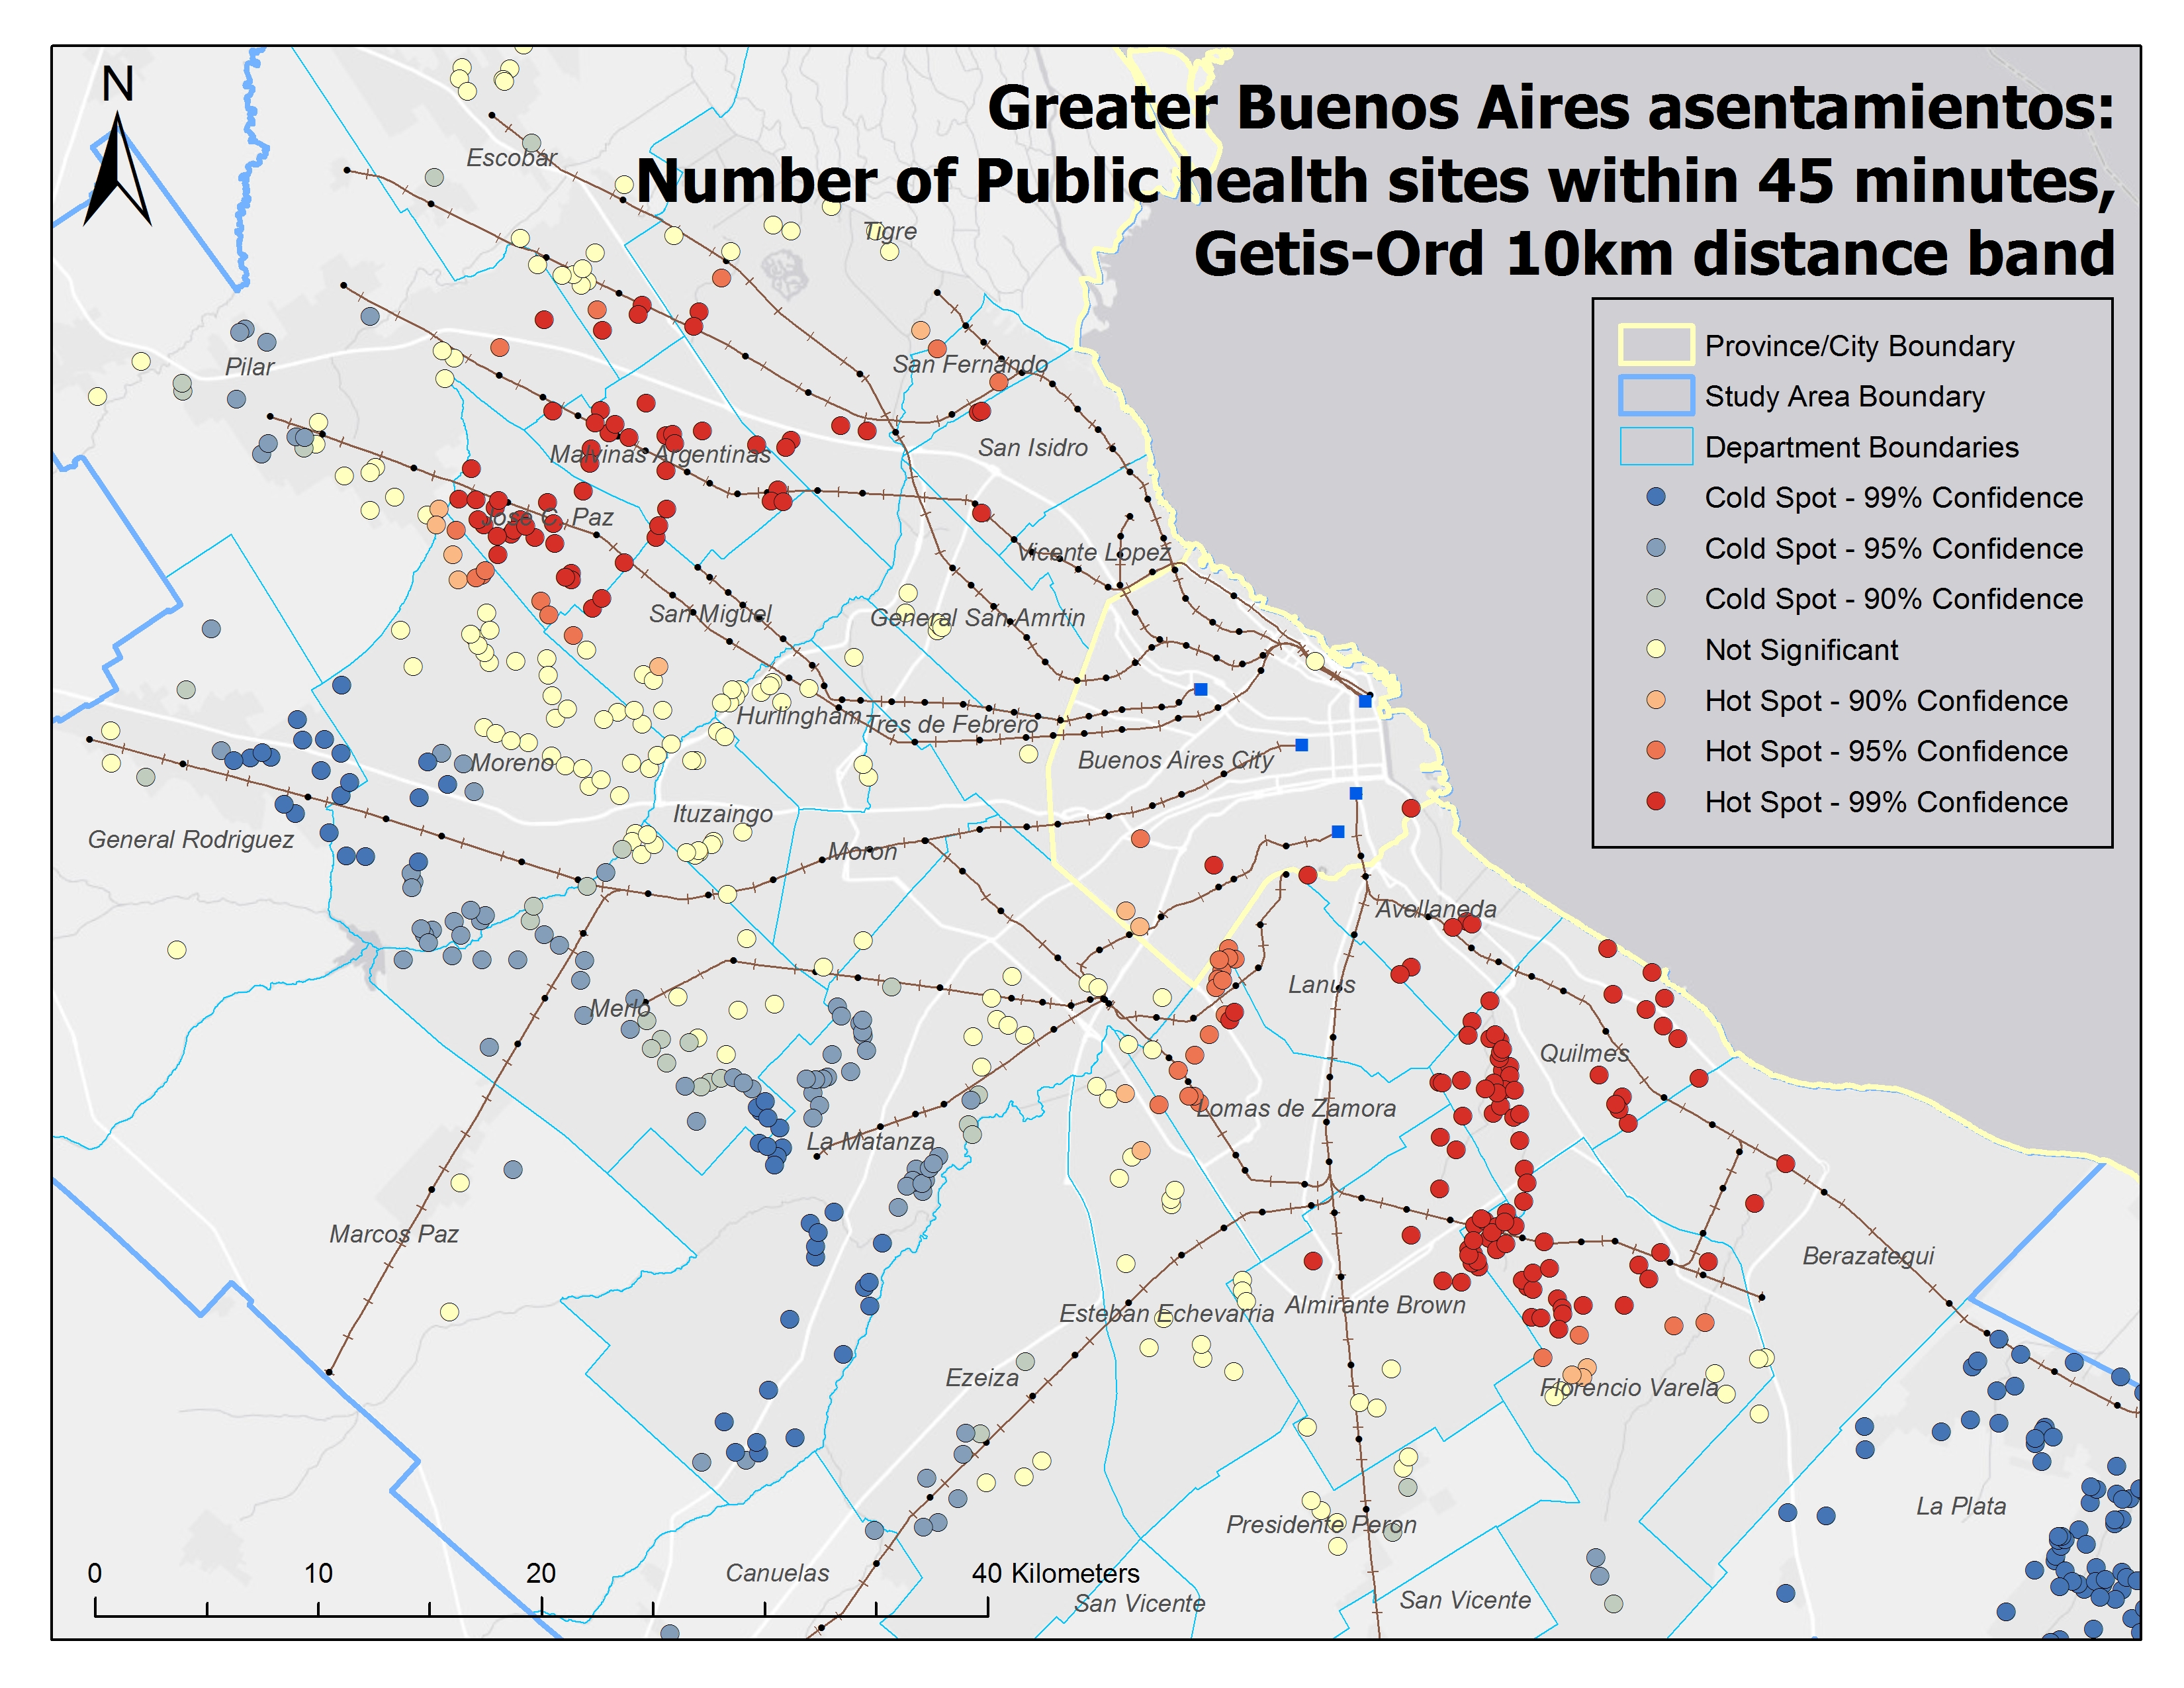 N
Greater Buenos Aires asentamientos:
Number of Public health sites within 45 minutes,
Getis-Ord 10km distance band
Province/City Boundary
Study Area Boundary
Department Boundaries
Cold Spot - 99% Confidence
Cold Spot - 95% Confidence
Cold Spot - 90% Confidence
Not Significant
Hot Spot - 90% Confidence
Hot Spot - 95% Confidence
Hot Spot - 99% Confidence
Escobar
Tigre
Pilar
San Fernando
San Isidro
Malvinas Argentinas
Jose C. Paz
Vicente Lopez
San Miguel
General San Amrtin
Hurlingham
Tres de Febrero
Buenos Aires City
Moreno
Ituzaingo
General Rodriguez
Moron
Avellaneda
Lanus
Merlo
Quilmes
Lomas de Zamora
La Matanza
Marcos Paz
Berazategui
Esteban Echevarria
Almirante Brown
Ezeiza
Florencio Varela
La Plata
Presidente Peron
Canuelas
San Vicente
San Vicente
0 10 20 40 Kilometers